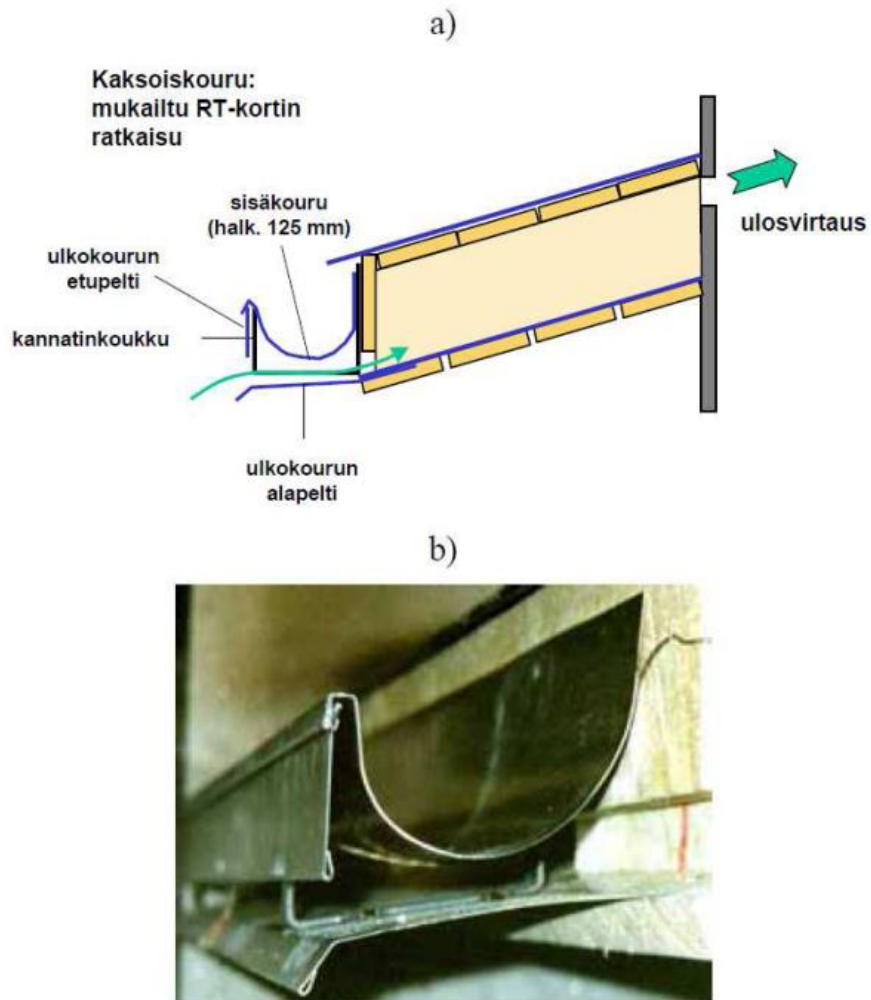 a)
Kaksoiskouru:
mukailtu RT-kortin
ratkaisu
sisäkouru
(halk. 125 mm)
ulkokourun
etupelti
kannatinkoukku
ulosvirtaus
ulkokourun
alapelti
b)